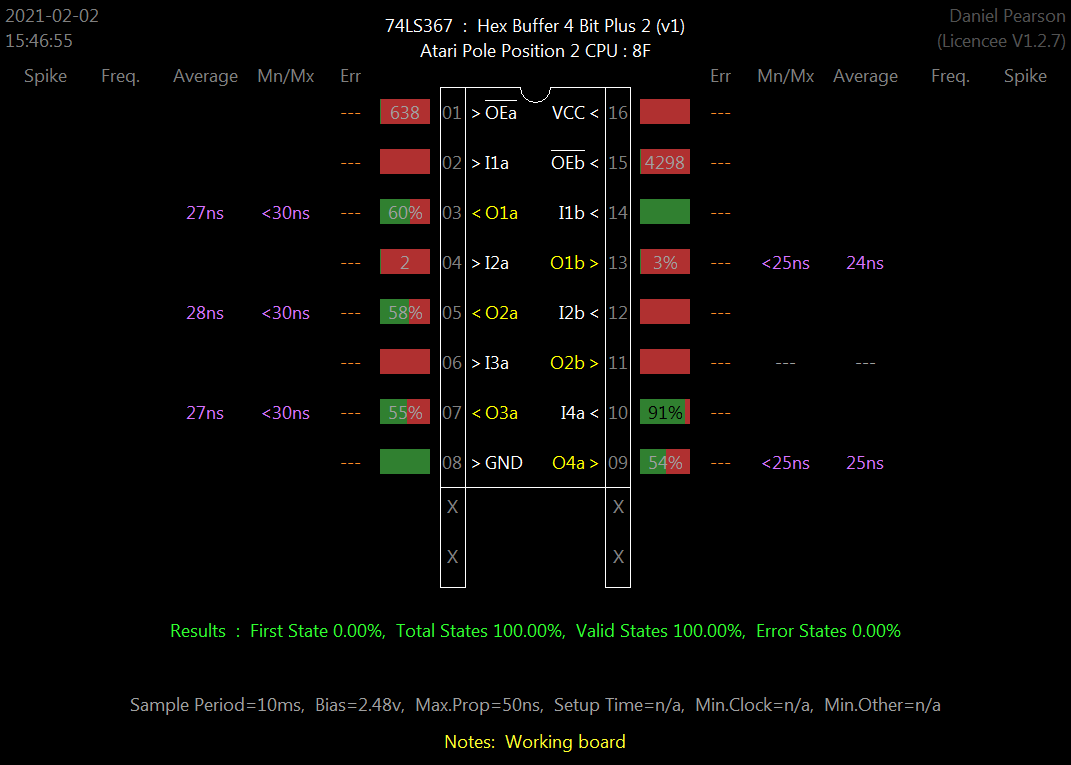 2021-02-02 74LS367 : Hex Buffer 4 Bit Plus 2 (v1) Daniel Pearson
15:46:55 Atari Pole Position 2 CPU : 8F (Licencee V1.2.7)
Spike Freq. Average Mn/Mx Err Err Mn/Mx Average Freq. Spike
--- 638 01 > OEa VCC < 16 ---
--- 02 > I1a OEb < 15 4298 ---
27ns <30ns --- 60% 03 < O1a I1b < 14 ---
--- 2 04 > I2a O1b > 13 3% --- <25ns 24ns
28ns <30ns --- 58% 05 < O2a I2b < 12 ---
--- 06 > I3a O2b > 11 --- --- ---
27ns <30ns --- 55% 07 < O3a I4a < 10 91% ---
--- 08 > GND O4a > 09 54% --- <25ns 25ns
X X
X X
Results : First State 0.00%, Total States 100.00%, Valid States 100.00%, Error States 0.00%
Sample Period=10ms, Bias=2.48v, Max.Prop=50ns, Setup Time=n/a, Min.Clock=n/a, Min.Other=n/a
Notes: Working board